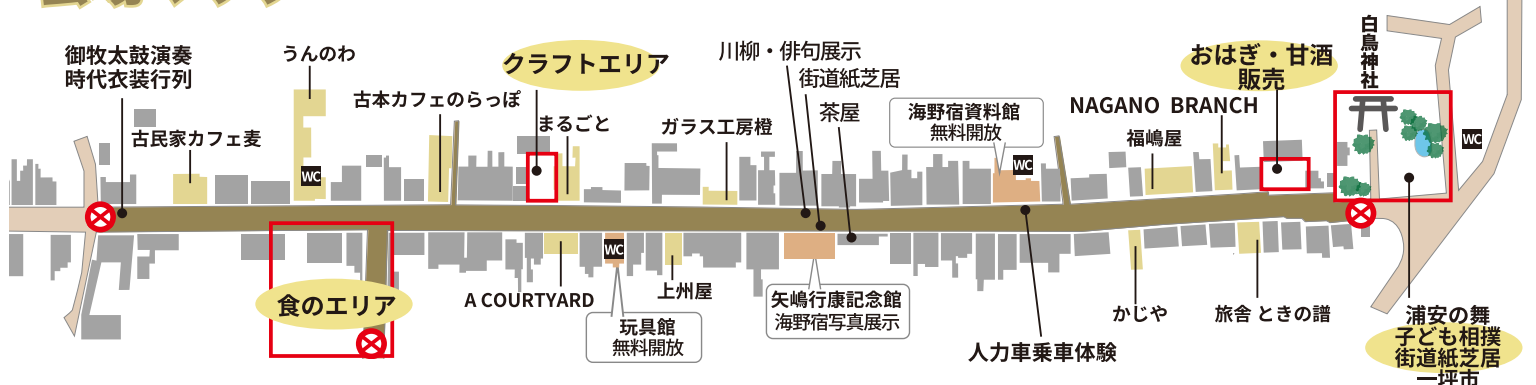 御牧太鼓演奏
時代衣装行列
古民家カフェ麦
うんのわ
WC
古本カフェのらっぽ
クラフトエリア
まるごと
ガラス工房橙
川柳・俳句展示
街道紙芝居
茶屋
海野宿資料館
無料開放
WC
NAGANO BRANCH
福嶋屋
おはぎ・甘酒
販売
白鳥神社
WC
食のエリア
A COURTYARD
WC
玩具館
無料開放
上州屋
矢嶋行康記念館
海野宿写真展示
人力車乗車体験
かじや
旅舎 ときの譜
浦安の舞
子ども相撲
街道紙芝居
一坪市